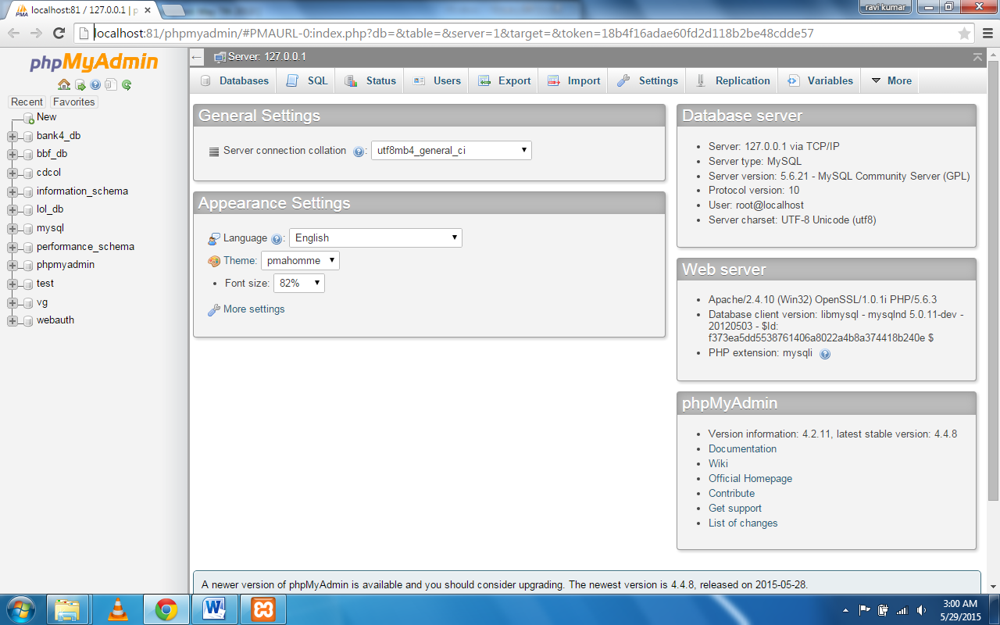 localhost:81 / 127.0.0.1 | p
ravi kumar
localhost:81/phpmyadmin/#PMAURL-0:index.php?db=&table=&server=1&target=&token=18b4f16adae60fd2d118b2be48cdde57
phpMyAdmin
Recent
Favorites
New
bank4_db
bbf_db
cdcol
information_schema
lol_db
mysql
performance_schema
phpmyadmin
test
vg
webauth
Server: 127.0.0.1
Databases
SQL
Status
Users
Export
Import
Settings
Replication
Variables
More
General Settings
Server connection collation : utf8mb4_general_ci
Appearance Settings
Language : English
Theme: pmahomme
Font size: 82%
More settings
Database server
Server: 127.0.0.1 via TCP/IP
Server type: MySQL
Server version: 5.6.21 - MySQL Community Server (GPL)
Protocol version: 10
User: root@localhost
Server charset: UTF-8 Unicode (utf8)
Web server
Apache/2.4.10 (Win32) OpenSSL/1.0.1i PHP/5.6.3
Database client version: libmysql - mysqlnd 5.0.11-dev -
20120503 - $Id:
f373ea5dd5538761406a8022a4b8a374418b240e $
PHP extension: mysqli
phpMyAdmin
Version information: 4.2.11, latest stable version: 4.4.8
Documentation
Wiki
Official Homepage
Contribute
Get support
List of changes
A newer version of phpMyAdmin is available and you should consider upgrading. The newest version is 4.4.8, released on 2015-05-28.
3:00 AM
5/29/2015